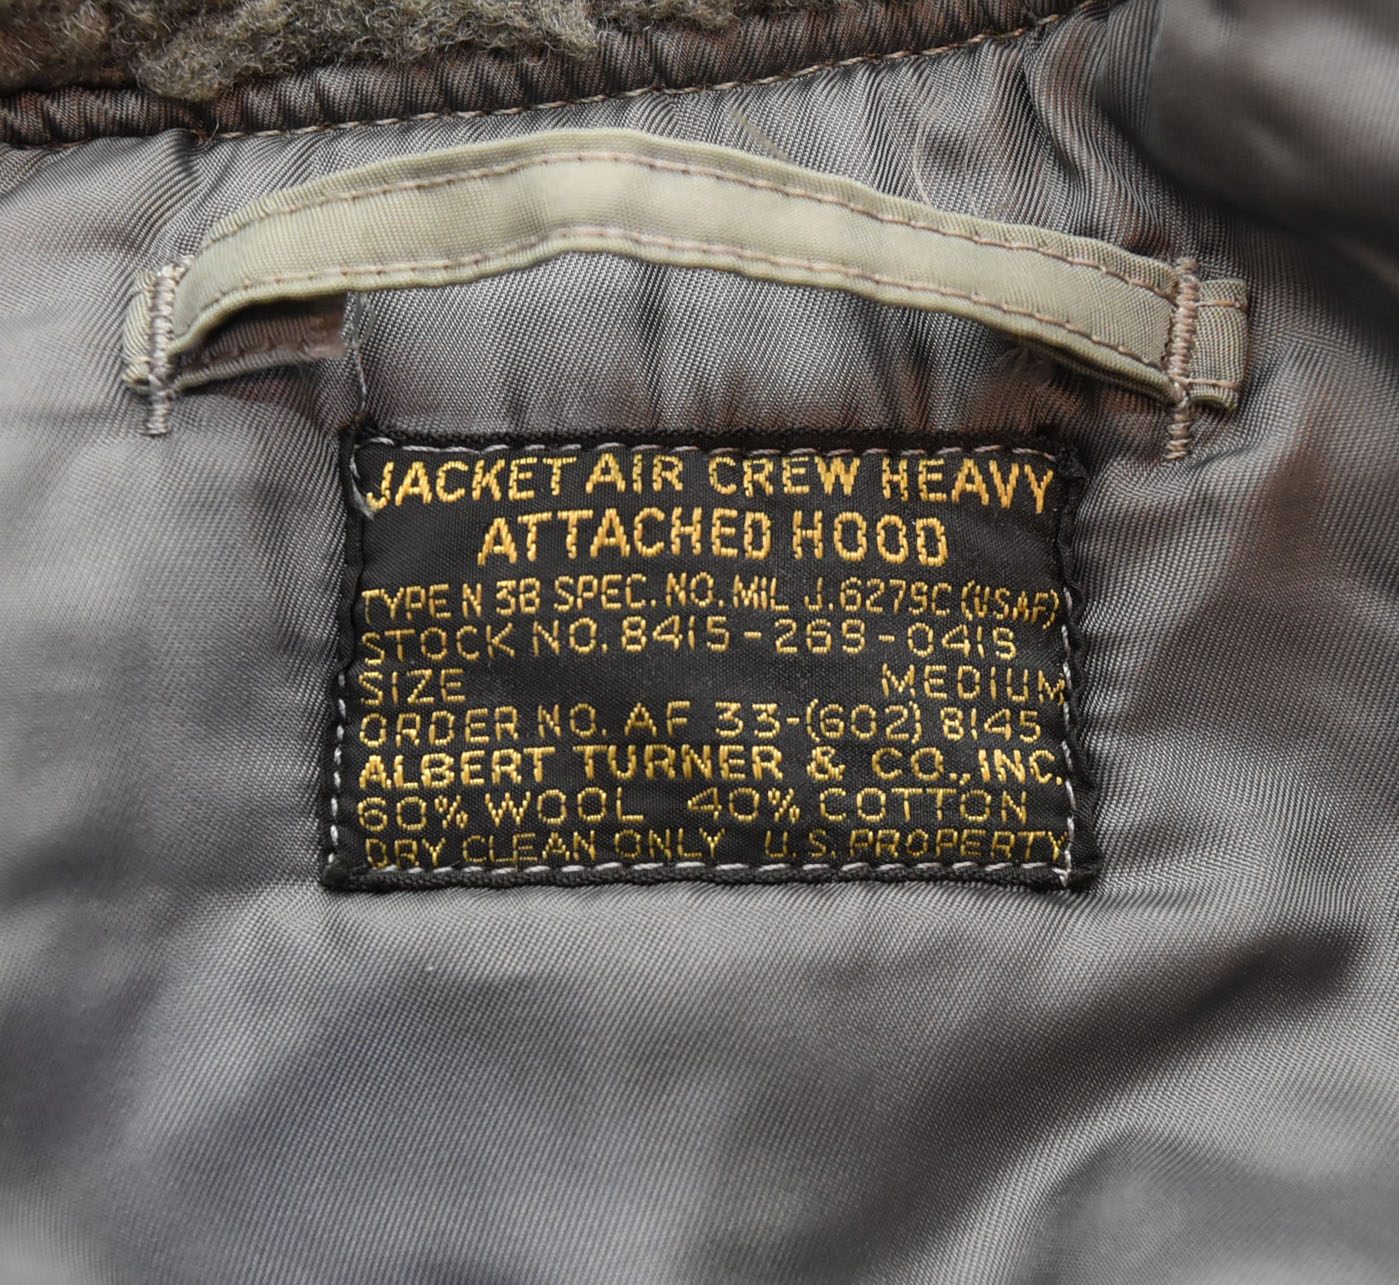 JACKET AIR CREW HEAVY
ATTACHED HOOD
TYPE N 3B SPEC. NO. MIL J.6279C (USAF)
STOCK NO. 8415-269-0415
SIZE MEDIUM
ORDER NO. AF 33-(602) 8145
ALBERT TURNER & CO., INC.
60% WOOL 40% COTTON
DRY CLEAN ONLY U.S. PROPERTY